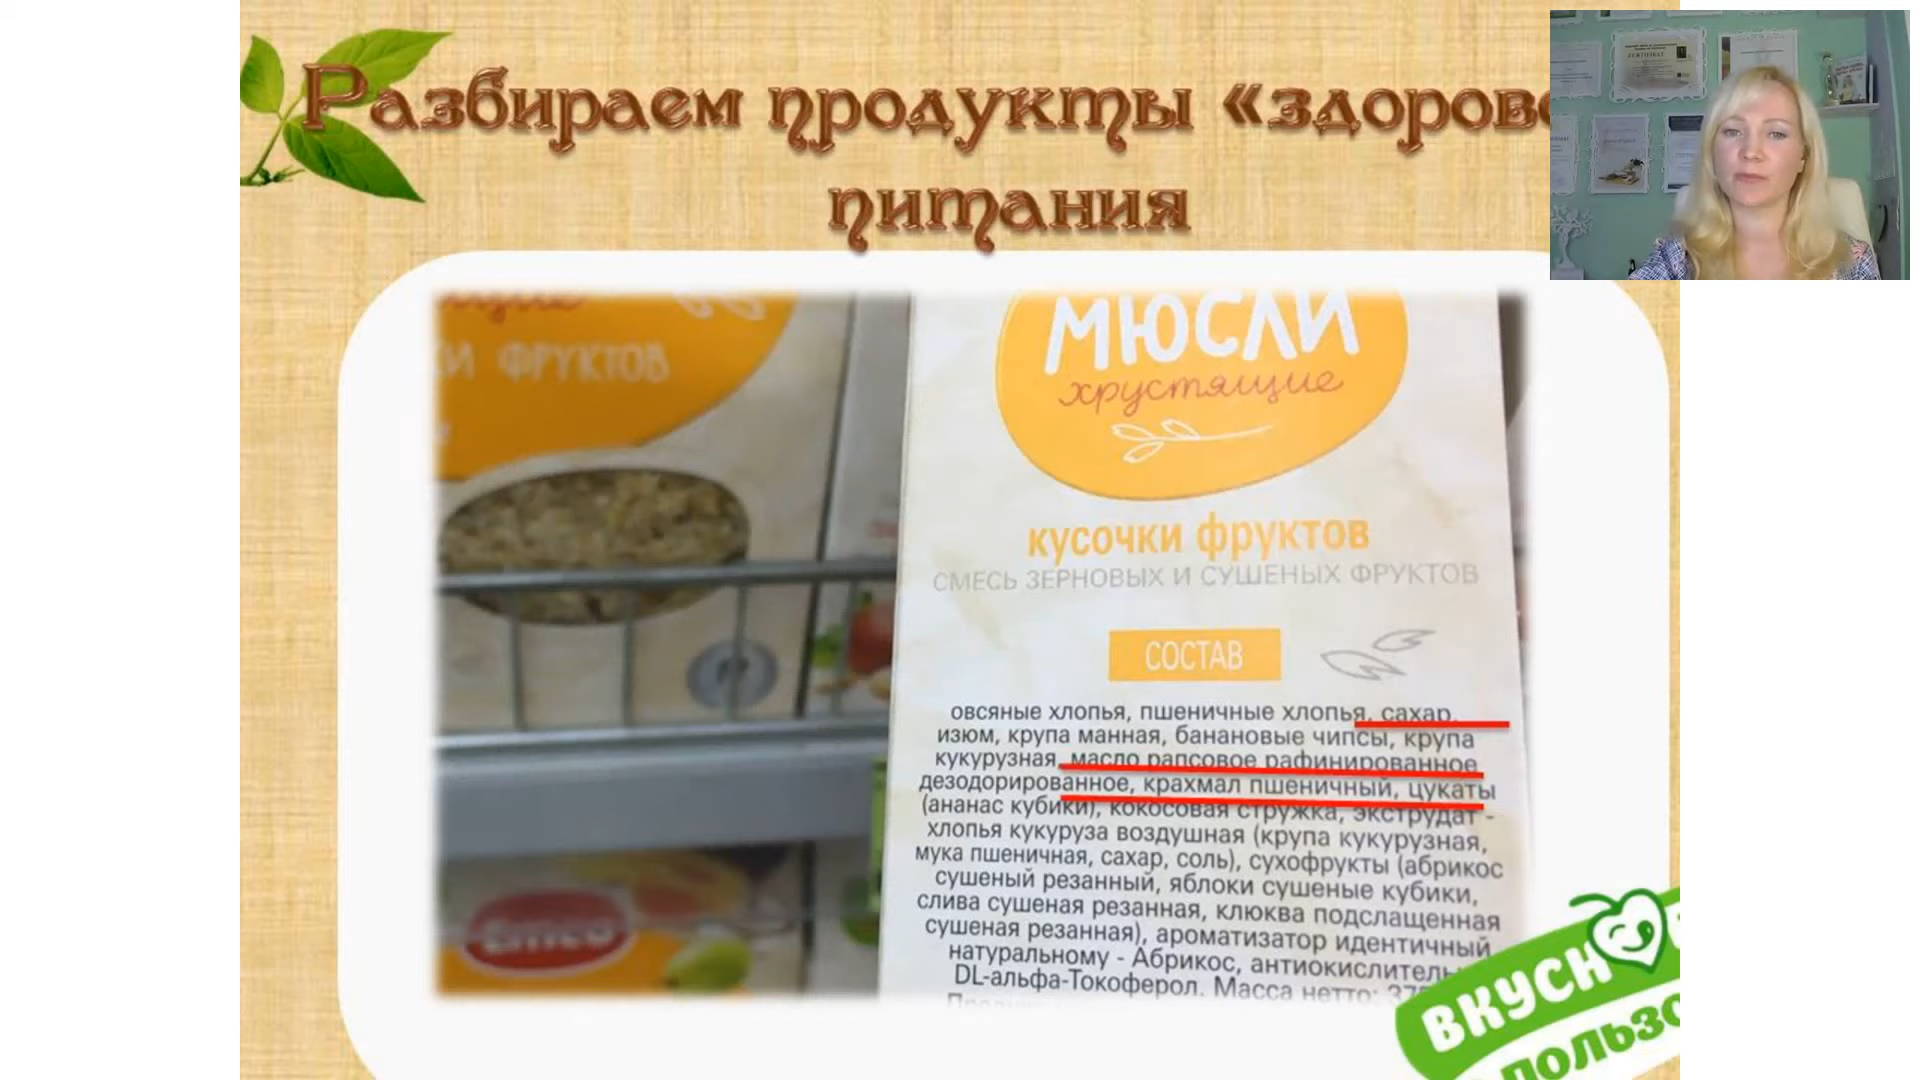 Разбираем продукты «здорово
питания
И ФРУКТОВ
МЮСЛИ
хрустящие
кусочки фруктов
СМЕСЬ ЗЕРНОВЫХ И СУШЕНЫХ ФРУКТОВ
СОСТАВ
овсяные хлопья, пшеничные хлопья, сахар,
изюм, крупа манная, банановые чипсы, крупа
кукурузная, масло рапсовое рафинированное
дезодорированное, крахмал пшеничный, цукаты
(ананас кубики), кокосовая стружка, экструдат -
хлопья кукуруза воздушная (крупа кукурузная,
мука пшеничная, сахар, соль), сухофрукты (абрикос
сушеный резанный, яблоки сушеные кубики,
слива сушеная резанная, клюква подслащенная
сушеная резанная), ароматизатор идентичный
натуральному - Абрикос, антиокислитель
DL-альфа-Токоферол. Масса нетто:
Emco
ВКУСН
ПОЛЬЗО
СЕРТИФИКАТ